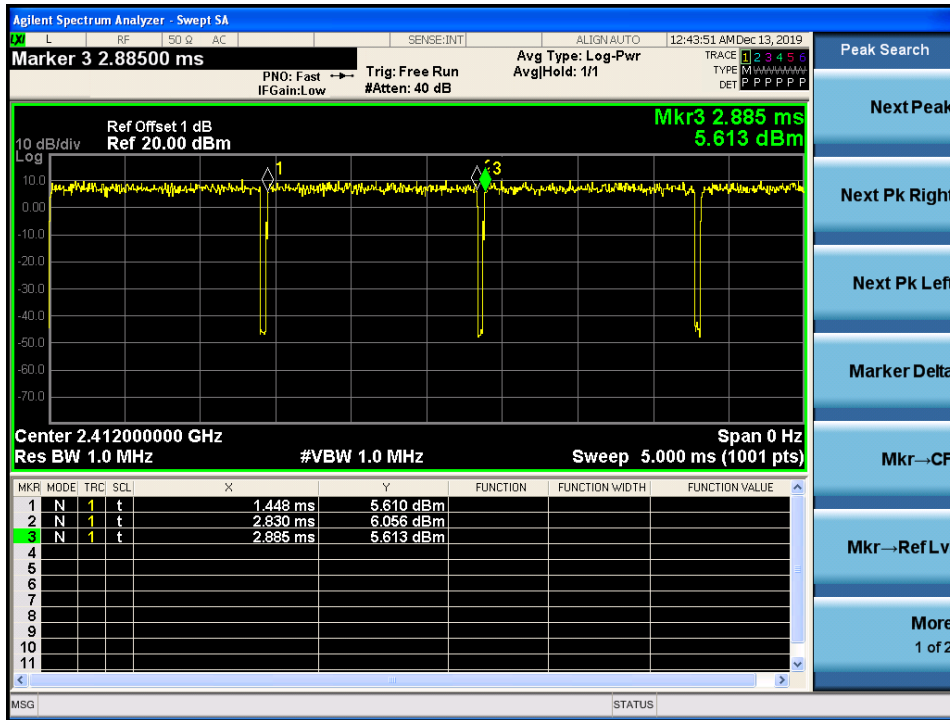 Agilent Spectrum Analyzer - Swept SA
LXI L RF 50 Ω AC SENSE:INT ALIGN AUTO 12:43:51 AM Dec 13, 2019
Marker 3 2.88500 ms
PNO: Fast
IFGain:Low
Trig: Free Run
#Atten: 40 dB
Avg Type: Log-Pwr
Avg|Hold: 1/1
TRACE 1 2 3 4 5 6
TYPE M
DET P P P P P P
Peak Search
Ref Offset 1 dB
10 dB/div Ref 20.00 dBm
Log
Mkr3 2.885 ms
5.613 dBm
10.0
0.00
-10.0
-20.0
-30.0
-40.0
-50.0
-60.0
-70.0
1
3
Center 2.412000000 GHz Span 0 Hz
Res BW 1.0 MHz #VBW 1.0 MHz Sweep 5.000 ms (1001 pts)
MKR MODE TRC SCL X Y FUNCTION FUNCTION WIDTH FUNCTION VALUE
1 N 1 t 1.448 ms 5.610 dBm
2 N 1 t 2.830 ms 6.056 dBm
3 N 1 t 2.885 ms 5.613 dBm
4
5
6
7
8
9
10
11
MSG STATUS
Next Peak
Next Pk Right
Next Pk Left
Marker Delta
Mkr→CF
Mkr→Ref Lv
More
1 of 2